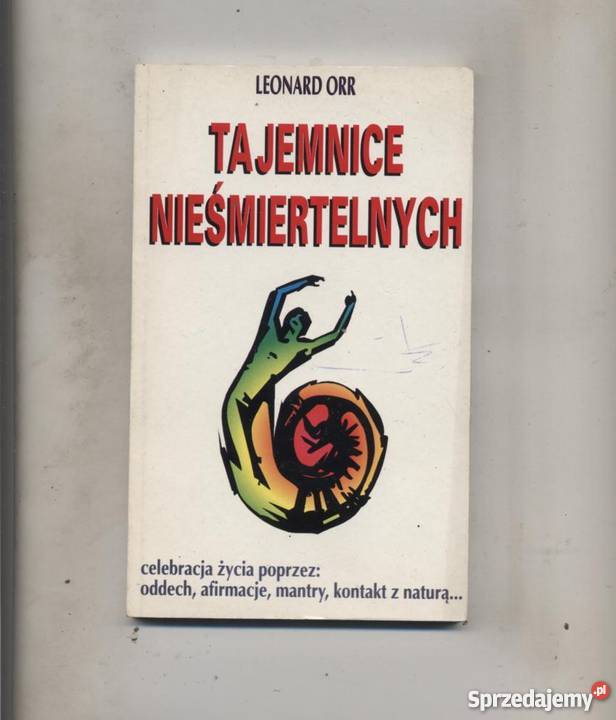 LEONARD ORR
TAJEMNICE
NIEŚMIERTELNYCH
celebracja życia poprzez:
oddech, afirmacje, mantry, kontakt z naturą...
Sprzedajemy.pl